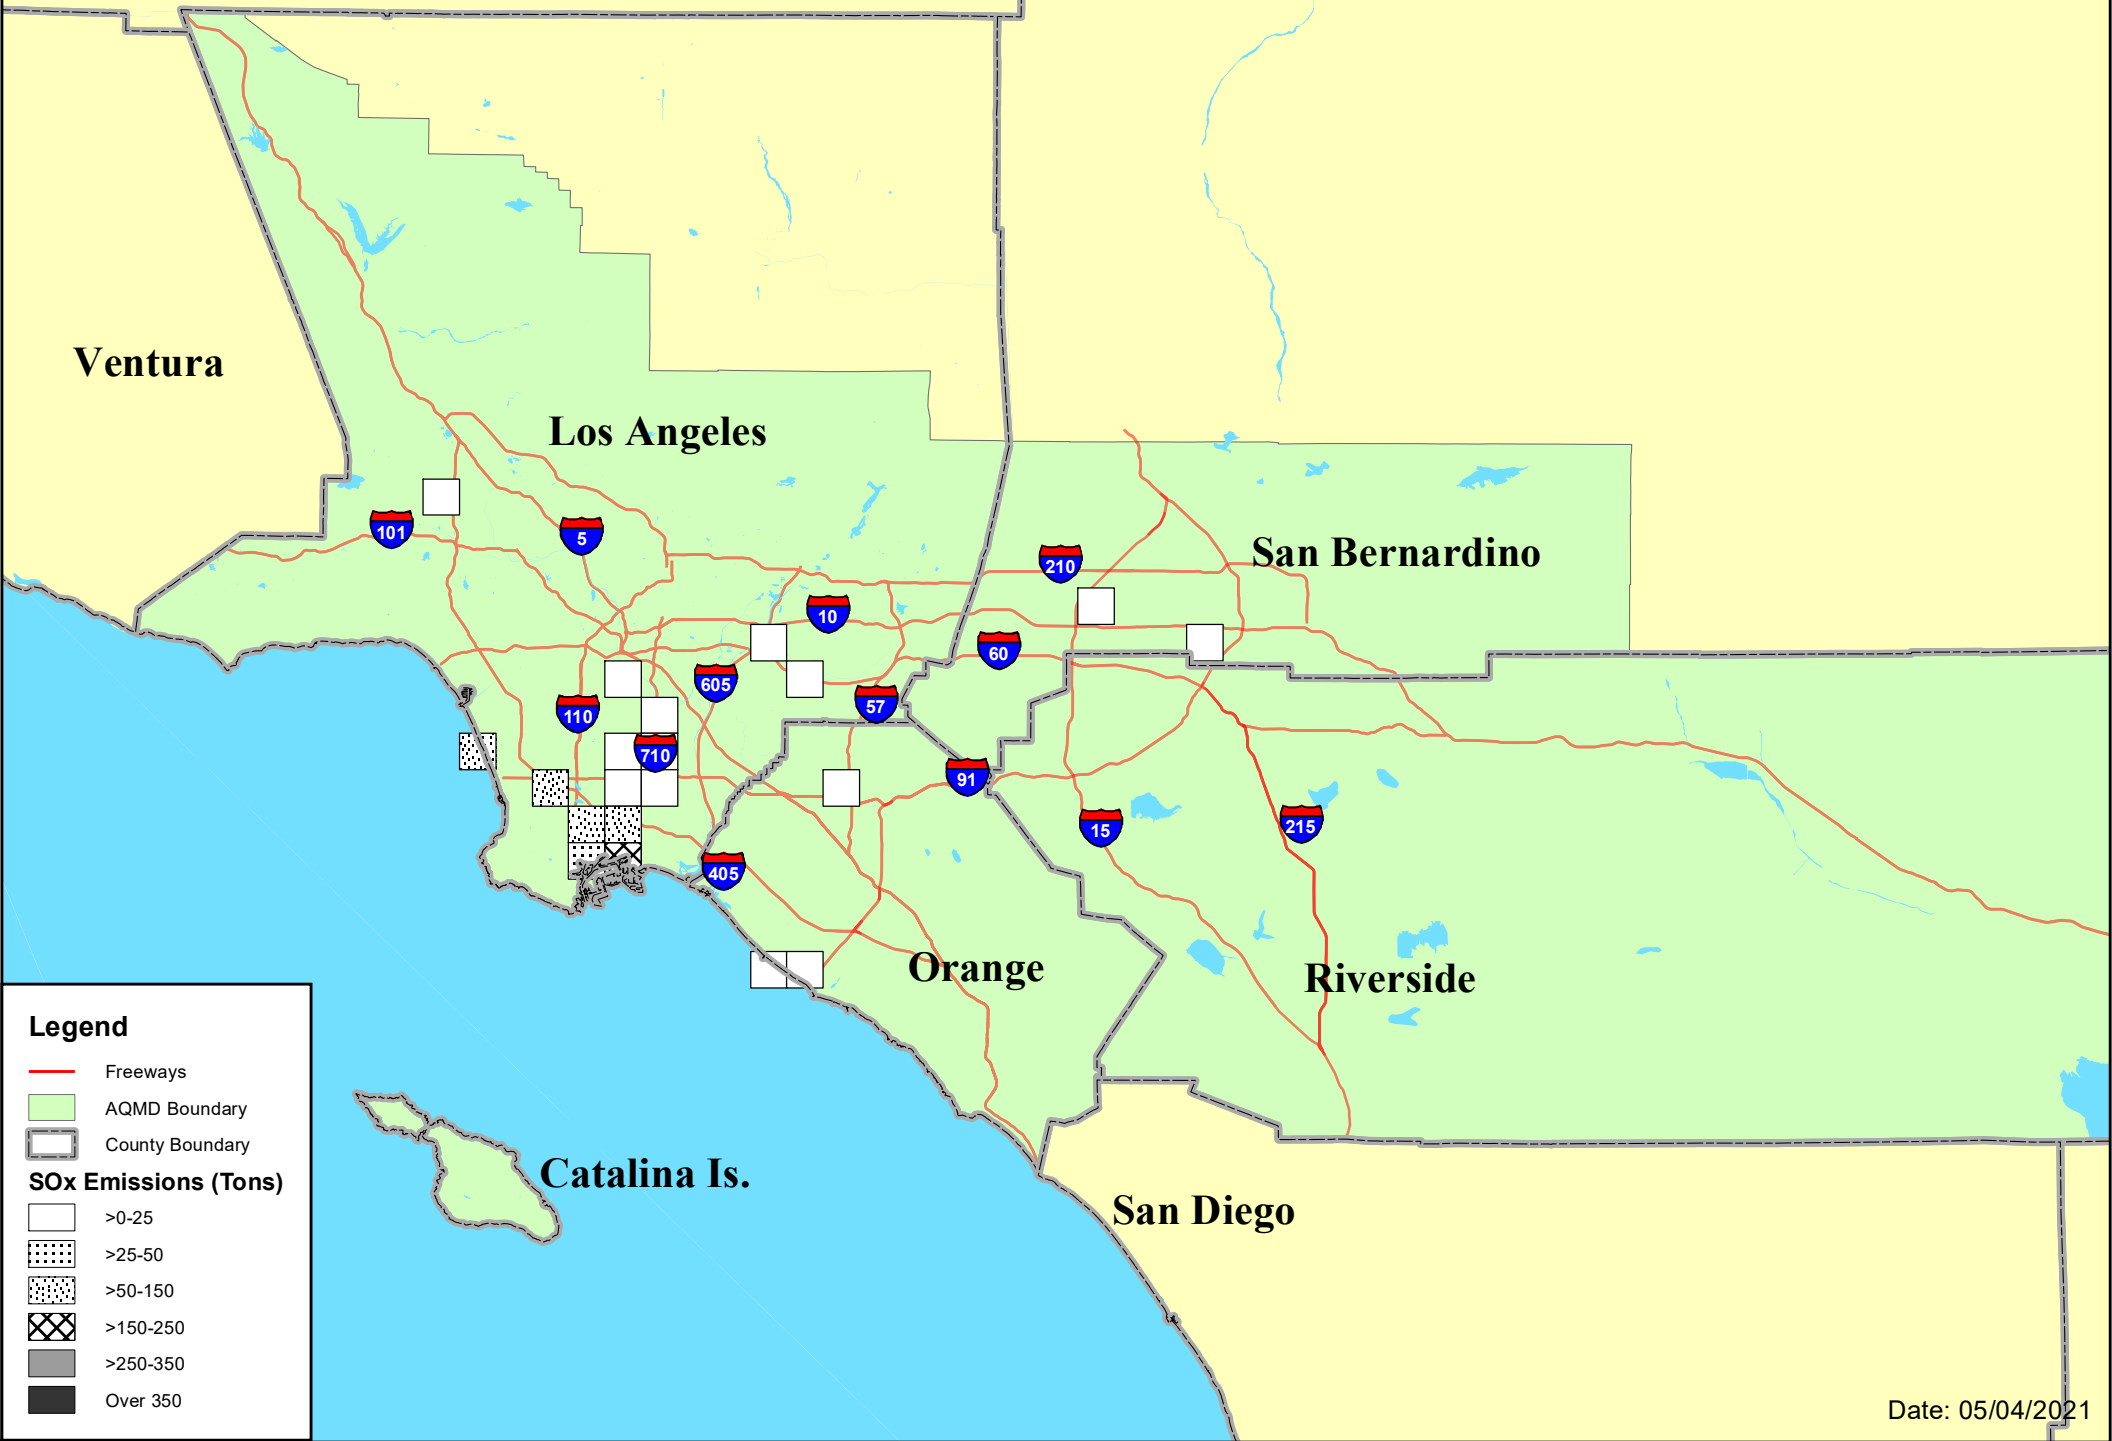 Ventura
Los Angeles
101
5
210
San Bernardino
10
60
605
57
110
710
91
15
215
405
Orange
Riverside
Catalina Is.
San Diego
Legend
Freeways
AQMD Boundary
County Boundary
SOx Emissions (Tons)
>0-25
>25-50
>50-150
>150-250
>250-350
Over 350
Date: 05/04/2021